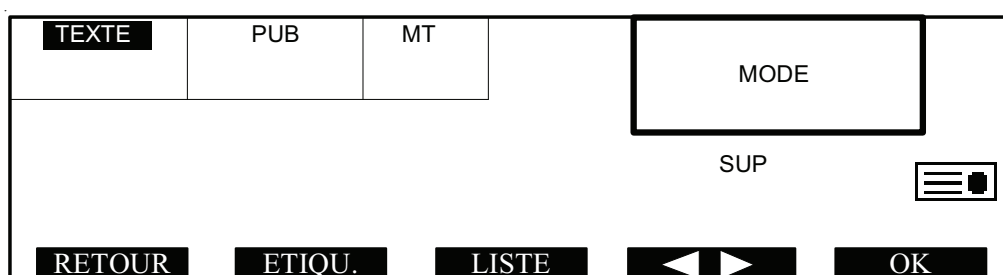 TEXTE PUB MT
MODE
SUP
RETOUR ETIQU. LISTE ◄ ► OK